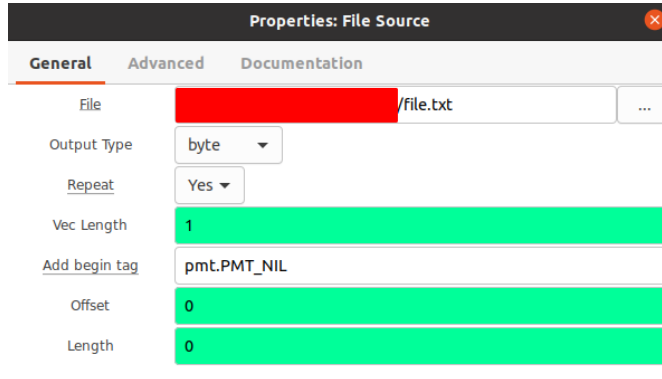 Properties: File Source
General Advanced Documentation
File /file.txt ...
Output Type byte
Repeat Yes
Vec Length 1
Add begin tag pmt.PMT_NIL
Offset 0
Length 0